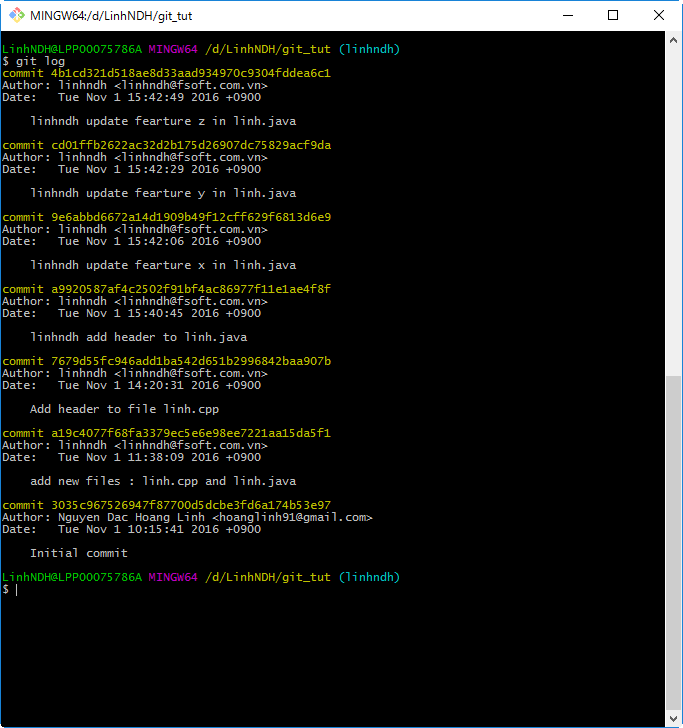 MINGW64:/d/LinhNDH/git_tut
LinhNDH@LPP00075786A MINGW64 /d/LinhNDH/git_tut (linhndh)
$ git log
commit 4b1cd321d518ae8d33aad934970c9304fddea6c1
Author: linhndh <linhndh@fsoft.com.vn>
Date:   Tue Nov 1 15:42:49 2016 +0900
    linhndh update fearture z in linh.java
commit cd01ffb2622ac32d2b175d26907dc75829acf9da
Author: linhndh <linhndh@fsoft.com.vn>
Date:   Tue Nov 1 15:42:29 2016 +0900
    linhndh update fearture y in linh.java
commit 9e6abbd6672a14d1909b49f12cff629f6813d6e9
Author: linhndh <linhndh@fsoft.com.vn>
Date:   Tue Nov 1 15:42:06 2016 +0900
    linhndh update fearture x in linh.java
commit a9920587af4c2502f91bf4ac86977f11e1ae4f8f
Author: linhndh <linhndh@fsoft.com.vn>
Date:   Tue Nov 1 15:40:45 2016 +0900
    linhndh add header to linh.java
commit 7679d55fc946add1ba542d651b2996842baa907b
Author: linhndh <linhndh@fsoft.com.vn>
Date:   Tue Nov 1 14:20:31 2016 +0900
    Add header to file linh.cpp
commit a19c4077f68fa3379ec5e6e98ee7221aa15da5f1
Author: linhndh <linhndh@fsoft.com.vn>
Date:   Tue Nov 1 11:38:09 2016 +0900
    add new files : linh.cpp and linh.java
commit 3035c967526947f87700d5dcbe3fd6a174b53e97
Author: Nguyen Dac Hoang Linh <hoanglinh91@gmail.com>
Date:   Tue Nov 1 10:15:41 2016 +0900
    Initial commit
LinhNDH@LPP00075786A MINGW64 /d/LinhNDH/git_tut (linhndh)
$